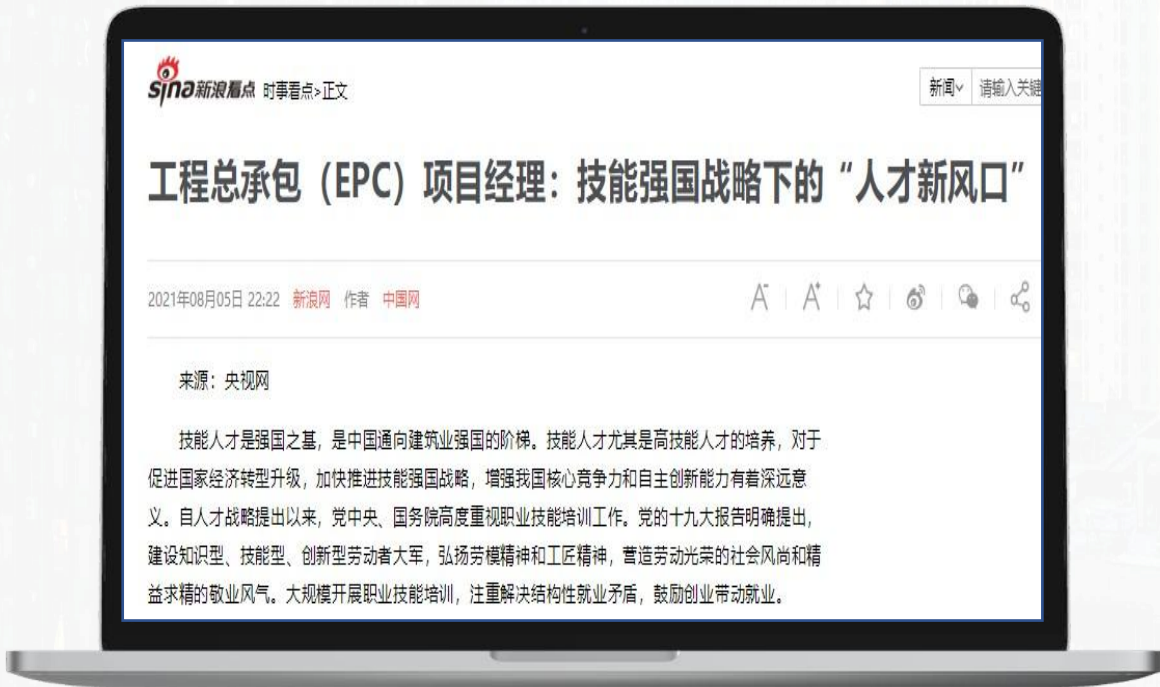 sina新浪看点 时事看点>正文
新闻 请输入关键
工程总承包（EPC）项目经理：技能强国战略下的“人才新风口”
2021年08月05日 22:22 新浪网 作者 中国网
A- A+
来源：央视网
技能人才是强国之基，是中国通向建筑业强国的阶梯。技能人才尤其是高技能人才的培养，对于
促进国家经济转型升级，加快推进技能强国战略，增强我国核心竞争力和自主创新能力有着深远意
义。自人才战略提出以来，党中央、国务院高度重视职业技能培训工作。党的十九大报告明确提出，
建设知识型、技能型、创新型劳动者大军，弘扬劳模精神和工匠精神，营造劳动光荣的社会风尚和精
益求精的敬业风气。大规模开展职业技能培训，注重解决结构性就业矛盾，鼓励创业带动就业。